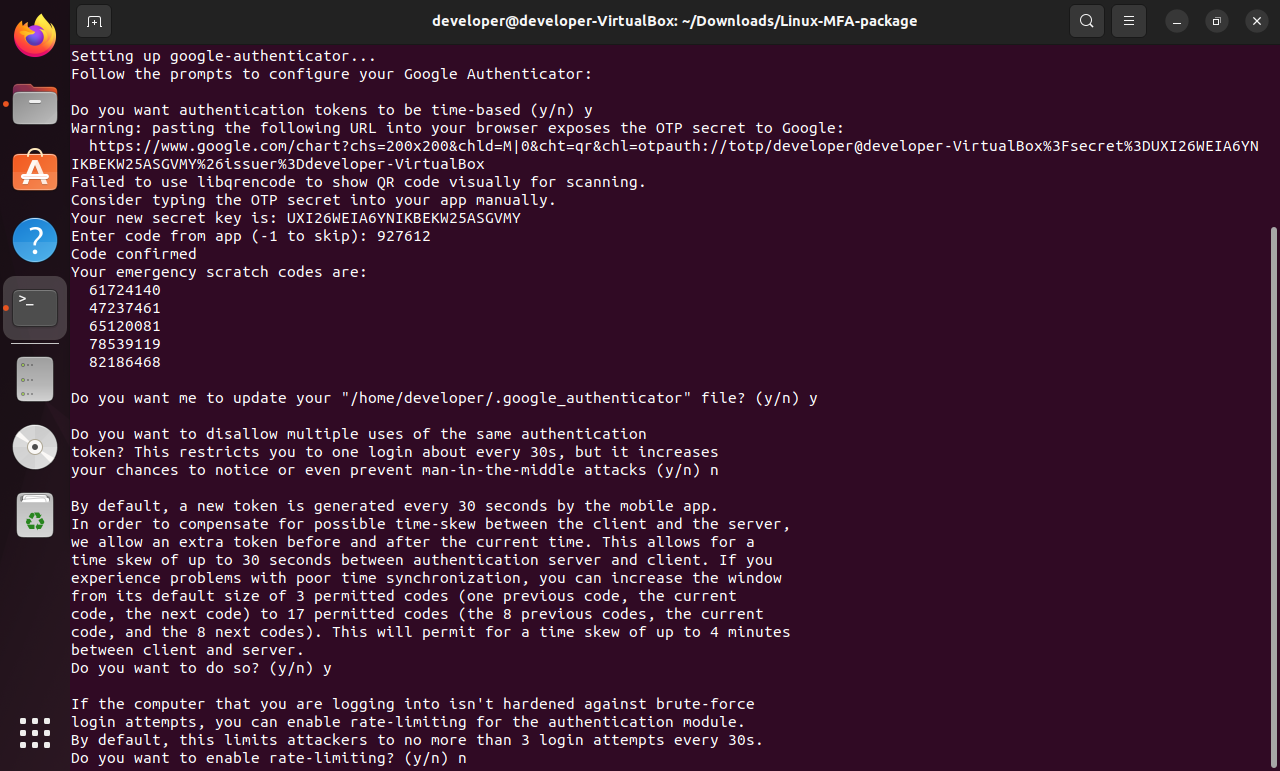 developer@developer-VirtualBox: ~/Downloads/Linux-MFA-package
Setting up google-authenticator...
Follow the prompts to configure your Google Authenticator:
Do you want authentication tokens to be time-based (y/n) y
Warning: pasting the following URL into your browser exposes the OTP secret to Google:
https://www.google.com/chart?chs=200x200&chld=M|0&cht=qr&chl=otpauth://totp/developer@developer-VirtualBox%3Fsecret%3DUXI26WEIA6YN
IKBEKW25ASGVMY%26issuer%3Ddeveloper-VirtualBox
Failed to use libqrencode to show QR code visually for scanning.
Consider typing the OTP secret into your app manually.
Your new secret key is: UXI26WEIA6YNIKBEKW25ASGVMY
Enter code from app (-1 to skip): 927612
Code confirmed
Your emergency scratch codes are:
61724140
47237461
65120081
78539119
82186468
Do you want me to update your "/home/developer/.google_authenticator" file? (y/n) y
Do you want to disallow multiple uses of the same authentication
token? This restricts you to one login about every 30s, but it increases
your chances to notice or even prevent man-in-the-middle attacks (y/n) n
By default, a new token is generated every 30 seconds by the mobile app.
In order to compensate for possible time-skew between the client and the server,
we allow an extra token before and after the current time. This allows for a
time skew of up to 30 seconds between authentication server and client. If you
experience problems with poor time synchronization, you can increase the window
from its default size of 3 permitted codes (one previous code, the current
code, the next code) to 17 permitted codes (the 8 previous codes, the current
code, and the 8 next codes). This will permit for a time skew of up to 4 minutes
between client and server.
Do you want to do so? (y/n) y
If the computer that you are logging into isn't hardened against brute-force
login attempts, you can enable rate-limiting for the authentication module.
By default, this limits attackers to no more than 3 login attempts every 30s.
Do you want to enable rate-limiting? (y/n) n